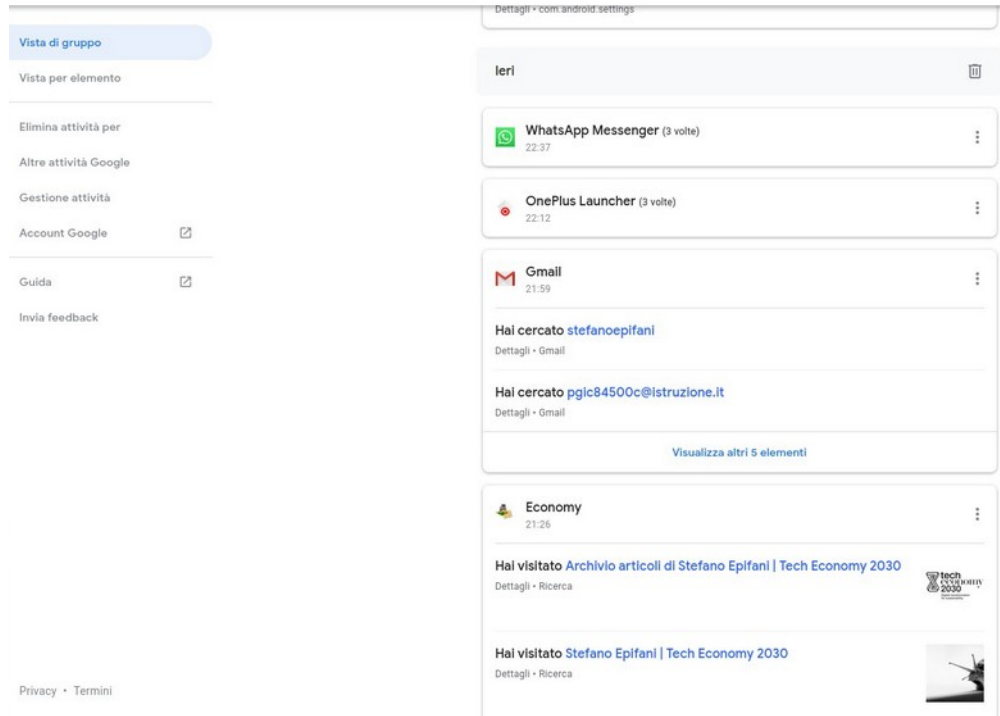 Dettagli • com.android.settings
Vista di gruppo
Vista per elemento
Elimina attività per
Altre attività Google
Gestione attività
Account Google
Guida
Invia feedback
Privacy • Termini
Ieri
WhatsApp Messenger (3 volte)
22:37
OnePlus Launcher (3 volte)
22:12
Gmail
21:59
Hai cercato stefanoepifani
Dettagli • Gmail
Hai cercato pgic84500c@istruzione.it
Dettagli • Gmail
Visualizza altri 5 elementi
Economy
21:26
Hai visitato Archivio articoli di Stefano Epifani | Tech Economy 2030
Dettagli • Ricerca
tech
economy
2030
Hai visitato Stefano Epifani | Tech Economy 2030
Dettagli • Ricerca